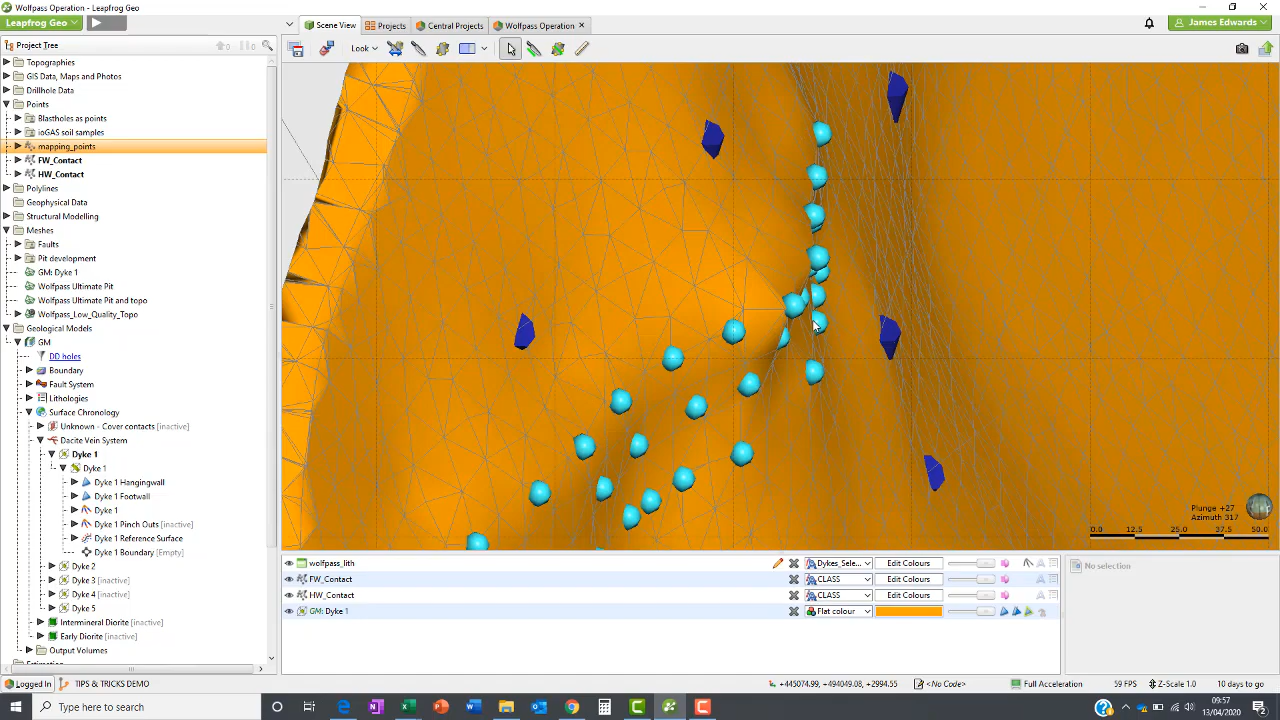 Wolfpass Operation
Leapfrog Geo
Scene View
Projects
Central Projects
Wolfpass Operation
James Edwards
Project Tree
Look
Topographies
GIS Data, Maps and Photos
Drillhole Data
Points
Blastholes as points
ioGAS soil samples
mapping_points
FW_Contact
HW_Contact
Polylines
Geophysical Data
Structural Modelling
Meshes
Faults
Pit development
GM: Dyke 1
Wolfpass Ultimate Pit
Wolfpass Ultimate Pit and topo
Wolfpass_Low_Quality_Topo
Geological Models
GM
DD holes
Boundary
Fault System
Lithologies
Surface Chronology
Unknown - Cover contacts [inactive]
Dacite Vein System
Dyke 1
Dyke 1
Dyke 1 Hangingwall
Dyke 1 Footwall
Dyke 1
Dyke 1 Pinch Outs [inactive]
Dyke 1 Reference Surface
Dyke 1 Boundary [Empty]
Dyke 2
Dyke 3 [inactive]
Dyke 4 [inactive]
Dyke 5
Intermineral Diorite [inactive]
Early Diorite [inactive]
Output Volumes
Plunge +27
Azimuth 317
0.0 12.5 25.0 37.5 50.0
wolfpass_lith Dykes_Sele... Edit Colours
FW_Contact CLASS Edit Colours
HW_Contact CLASS Edit Colours
GM: Dyke 1 Flat colour
No selection
Logged In
TIPS & TRICKS DEMO
+445074.99, +494049.08, +2994.55
<No Code>
Full Acceleration
59 FPS
Z-Scale 1.0
10 days to go
Type here to search
09:57
13/04/2020